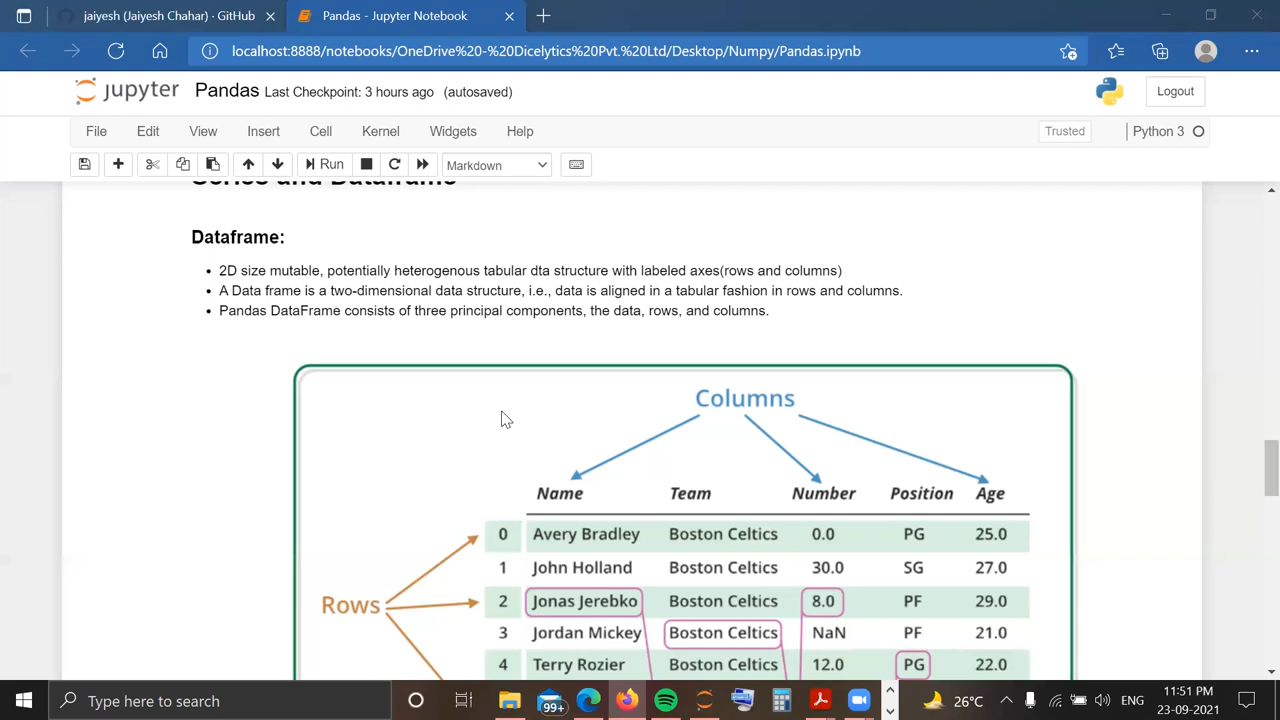 jaiyesh (Jaiyesh Chahar) · GitHub
Pandas - Jupyter Notebook
localhost:8888/notebooks/OneDrive%20-%20Dicelytics%20Pvt.%20Ltd/Desktop/Numpy/Pandas.ipynb
jupyter Pandas Last Checkpoint: 3 hours ago (autosaved)
Logout
File Edit View Insert Cell Kernel Widgets Help
Trusted
Python 3
Run
Markdown
Series and Dataframe
Dataframe:
• 2D size mutable, potentially heterogenous tabular dta structure with labeled axes(rows and columns)
• A Data frame is a two-dimensional data structure, i.e., data is aligned in a tabular fashion in rows and columns.
• Pandas DataFrame consists of three principal components, the data, rows, and columns.
Columns
Name Team Number Position Age
0 Avery Bradley Boston Celtics 0.0 PG 25.0
1 John Holland Boston Celtics 30.0 SG 27.0
Rows
2 Jonas Jerebko Boston Celtics 8.0 PF 29.0
3 Jordan Mickey Boston Celtics NaN PF 21.0
4 Terry Rozier Boston Celtics 12.0 PG 22.0
Type here to search
99+
26°C
ENG
11:51 PM
23-09-2021